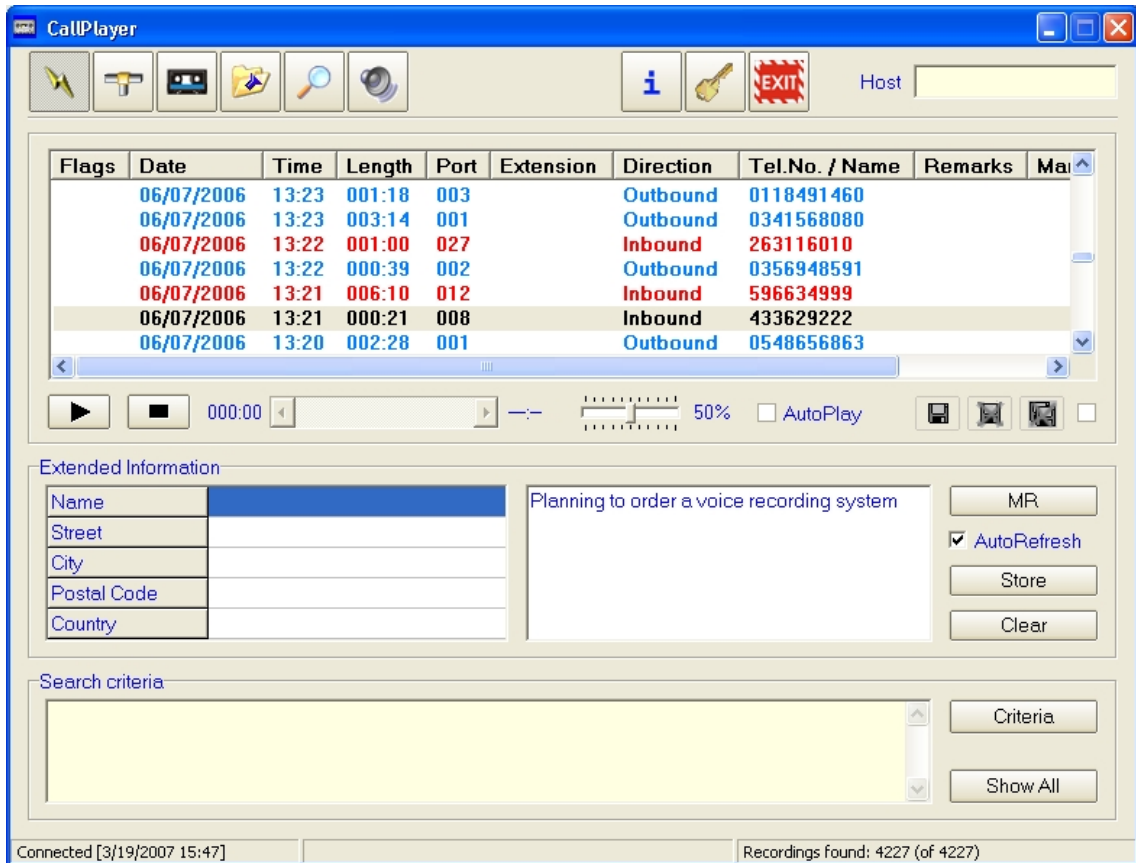 CallPlayer
i EXIT Host
Flags Date Time Length Port Extension Direction Tel.No. / Name Remarks
06/07/2006 13:23 001:18 003 Outbound 0118491460
06/07/2006 13:23 003:14 001 Outbound 0341568080
06/07/2006 13:22 001:00 027 Inbound 263116010
06/07/2006 13:22 000:39 002 Outbound 0356948591
06/07/2006 13:21 006:10 012 Inbound 596634999
06/07/2006 13:21 000:21 008 Inbound 433629222
06/07/2006 13:20 002:28 001 Outbound 0548656863
000:00 --:-- 50% AutoPlay
Extended Information
Name
Street
City
Postal Code
Country
Planning to order a voice recording system
MR
AutoRefresh
Store
Clear
Search criteria
Criteria
Show All
Connected [3/19/2007 15:47] Recordings found: 4227 (of 4227)